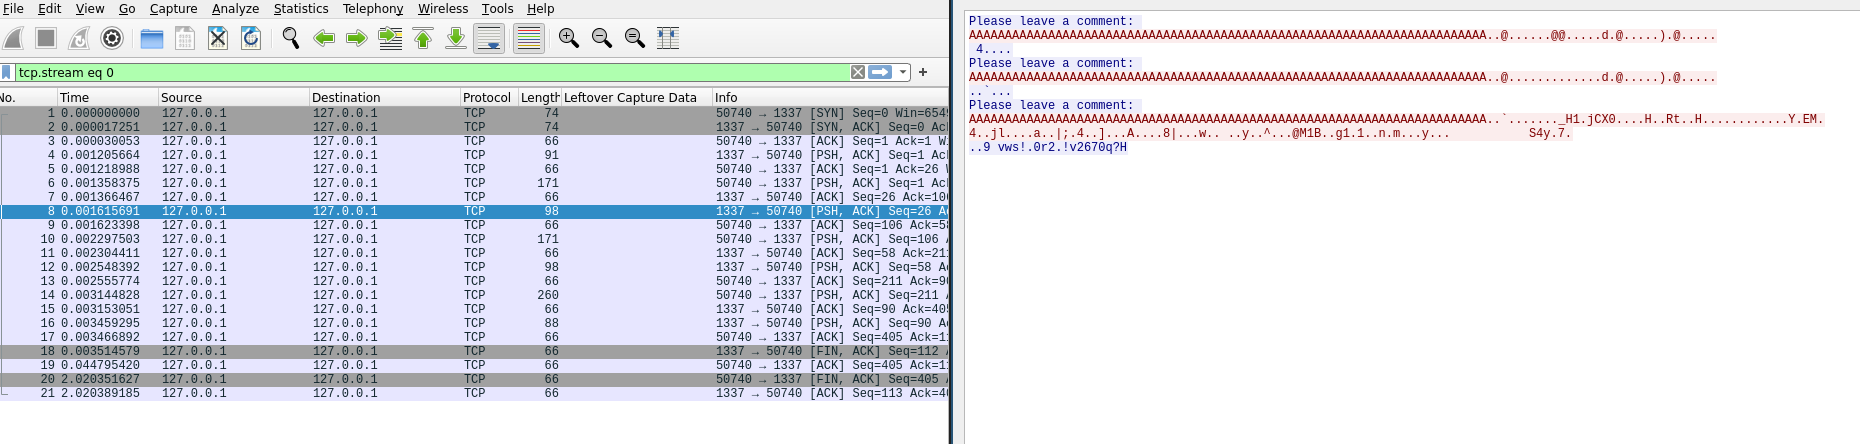 File Edit View Go Capture Analyze Statistics Telephony Wireless Tools Help
tcp.stream eq 0
No. Time Source Destination Protocol Length Leftover Capture Data Info
1 0.000000000 127.0.0.1 127.0.0.1 TCP 74 50740 → 1337 [SYN] Seq=0 Win=6549
2 0.000017251 127.0.0.1 127.0.0.1 TCP 74 1337 → 50740 [SYN, ACK] Seq=0 Ac
3 0.000030053 127.0.0.1 127.0.0.1 TCP 66 50740 → 1337 [ACK] Seq=1 Ack=1 W
4 0.001205664 127.0.0.1 127.0.0.1 TCP 91 1337 → 50740 [PSH, ACK] Seq=1 Ac
5 0.001218988 127.0.0.1 127.0.0.1 TCP 66 50740 → 1337 [ACK] Seq=1 Ack=26
6 0.001358375 127.0.0.1 127.0.0.1 TCP 171 50740 → 1337 [PSH, ACK] Seq=1 Ac
7 0.001366467 127.0.0.1 127.0.0.1 TCP 66 1337 → 50740 [ACK] Seq=26 Ack=10
8 0.001615691 127.0.0.1 127.0.0.1 TCP 98 1337 → 50740 [PSH, ACK] Seq=26 A
9 0.001623398 127.0.0.1 127.0.0.1 TCP 66 50740 → 1337 [ACK] Seq=106 Ack=5
10 0.002297503 127.0.0.1 127.0.0.1 TCP 171 50740 → 1337 [PSH, ACK] Seq=106
11 0.002304411 127.0.0.1 127.0.0.1 TCP 66 1337 → 50740 [ACK] Seq=58 Ack=21
12 0.002548392 127.0.0.1 127.0.0.1 TCP 98 1337 → 50740 [PSH, ACK] Seq=58 A
13 0.002555774 127.0.0.1 127.0.0.1 TCP 66 50740 → 1337 [ACK] Seq=211 Ack=9
14 0.003144828 127.0.0.1 127.0.0.1 TCP 260 50740 → 1337 [PSH, ACK] Seq=211
15 0.003153051 127.0.0.1 127.0.0.1 TCP 66 1337 → 50740 [ACK] Seq=90 Ack=40
16 0.003459295 127.0.0.1 127.0.0.1 TCP 88 1337 → 50740 [PSH, ACK] Seq=90 A
17 0.003466892 127.0.0.1 127.0.0.1 TCP 66 50740 → 1337 [ACK] Seq=405 Ack=1
18 0.003514579 127.0.0.1 127.0.0.1 TCP 66 1337 → 50740 [FIN, ACK] Seq=112
19 0.044795420 127.0.0.1 127.0.0.1 TCP 66 50740 → 1337 [ACK] Seq=405 Ack=1
20 2.020351627 127.0.0.1 127.0.0.1 TCP 66 50740 → 1337 [FIN, ACK] Seq=405
21 2.020389185 127.0.0.1 127.0.0.1 TCP 66 1337 → 50740 [ACK] Seq=113 Ack=4
Please leave a comment:
AAAAAAAAAAAAAAAAAAAAAAAAAAAAAAAAAAAAAAAAAAAAAAAAAAAAAAAAAAAAAAAAAAAAAAAA..@......@@.....d.@.....).@.....
4....
Please leave a comment:
AAAAAAAAAAAAAAAAAAAAAAAAAAAAAAAAAAAAAAAAAAAAAAAAAAAAAAAAAAAAAAAAAAAAAAAA..@.............d.@.....).@.....
..`...
Please leave a comment:
AAAAAAAAAAAAAAAAAAAAAAAAAAAAAAAAAAAAAAAAAAAAAAAAAAAAAAAAAAAAAAAAAAAAAAAA..`......._H1.jCX0....H..Rt..H............Y.EM.
4..jl....a..|;.4..]...A....8|...w.. ..y..^...@M1B..g1.1..n.m...y... S4y.7.
..9 vws!.0r2.!v2670q?H